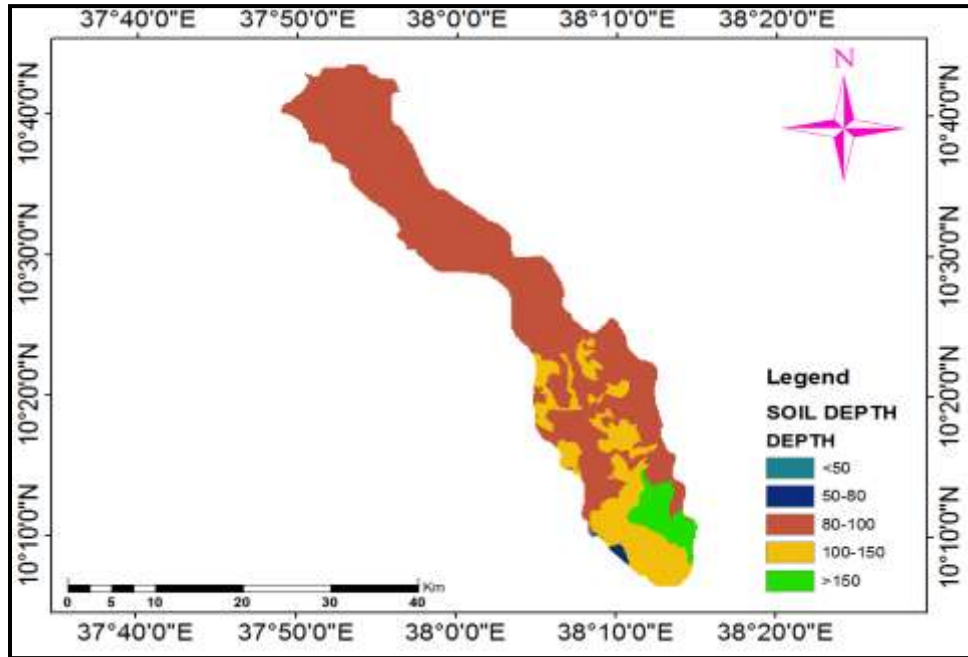 37°40'0"E 37°50'0"E 38°0'0"E 38°10'0"E 38°20'0"E
N
10°40'0"N 10°40'0"N
10°30'0"N 10°30'0"N
10°20'0"N 10°20'0"N
10°10'0"N 10°10'0"N
Legend
SOIL DEPTH
DEPTH
<50
50-80
80-100
100-150
>150
Km
0 5 10 20 30 40
37°40'0"E 37°50'0"E 38°0'0"E 38°10'0"E 38°20'0"E